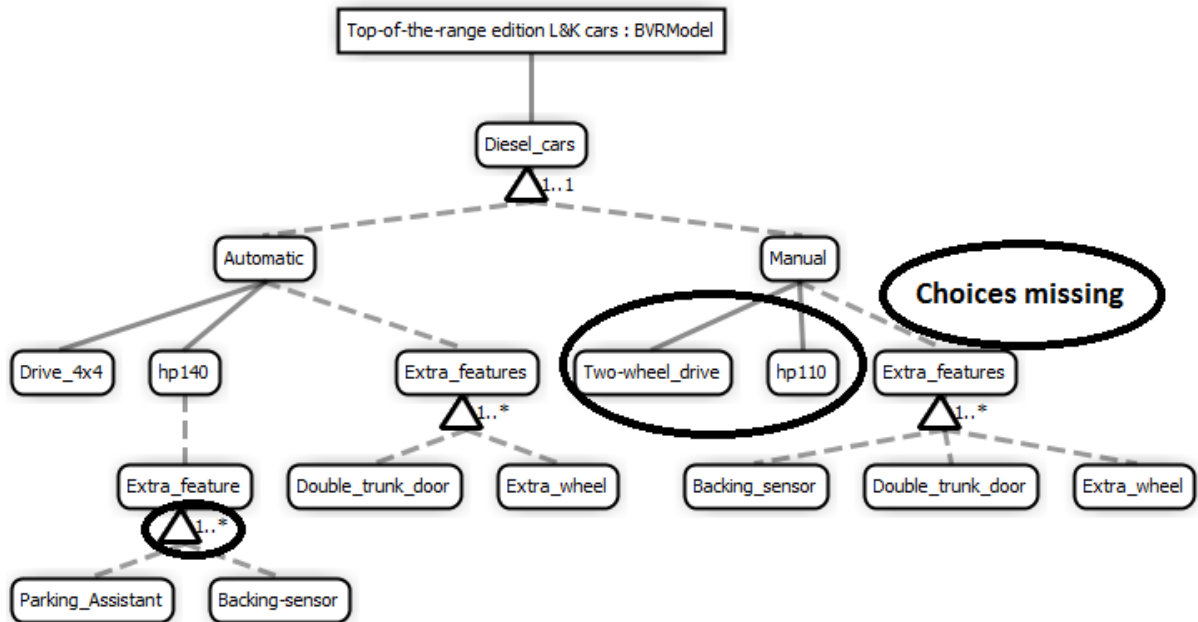 Top-of-the-range edition L&K cars : BVRModel
Diesel_cars
1..1
Automatic
Manual
Choices missing
Drive_4x4
hp140
Extra_features
Two-wheel_drive
hp110
Extra_features
1..*
1..*
Extra_feature
Double_trunk_door
Extra_wheel
Backing_sensor
Double_trunk_door
Extra_wheel
1..*
Parking_Assistant
Backing-sensor